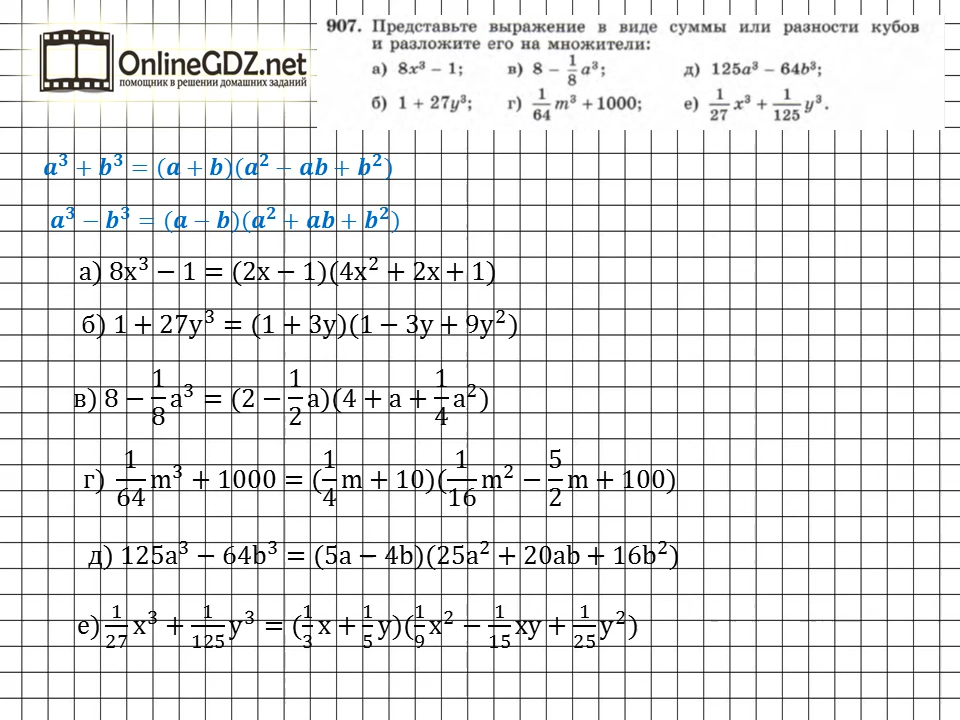 OnlineGDZ.net
помощник в решении домашних заданий
907. Представьте выражение в виде суммы или разности кубов
и разложите его на множители:
а) 8x³ − 1; в) 8 − 1/8 a³; д) 125a³ − 64b³;
б) 1 + 27y³; г) 1/64 m³ + 1000; е) 1/27 x³ + 1/125 y³.
a³ + b³ = (a + b)(a² − ab + b²)
a³ − b³ = (a − b)(a² + ab + b²)
а) 8x³ − 1 = (2x − 1)(4x² + 2x + 1)
б) 1 + 27y³ = (1 + 3y)(1 − 3y + 9y²)
в) 8 − 1/8 a³ = (2 − 1/2 a)(4 + a + 1/4 a²)
г) 1/64 m³ + 1000 = (1/4 m + 10)(1/16 m² − 5/2 m + 100)
д) 125a³ − 64b³ = (5a − 4b)(25a² + 20ab + 16b²)
е) 1/27 x³ + 1/125 y³ = (1/3 x + 1/5 y)(1/9 x² − 1/15 xy + 1/25 y²)